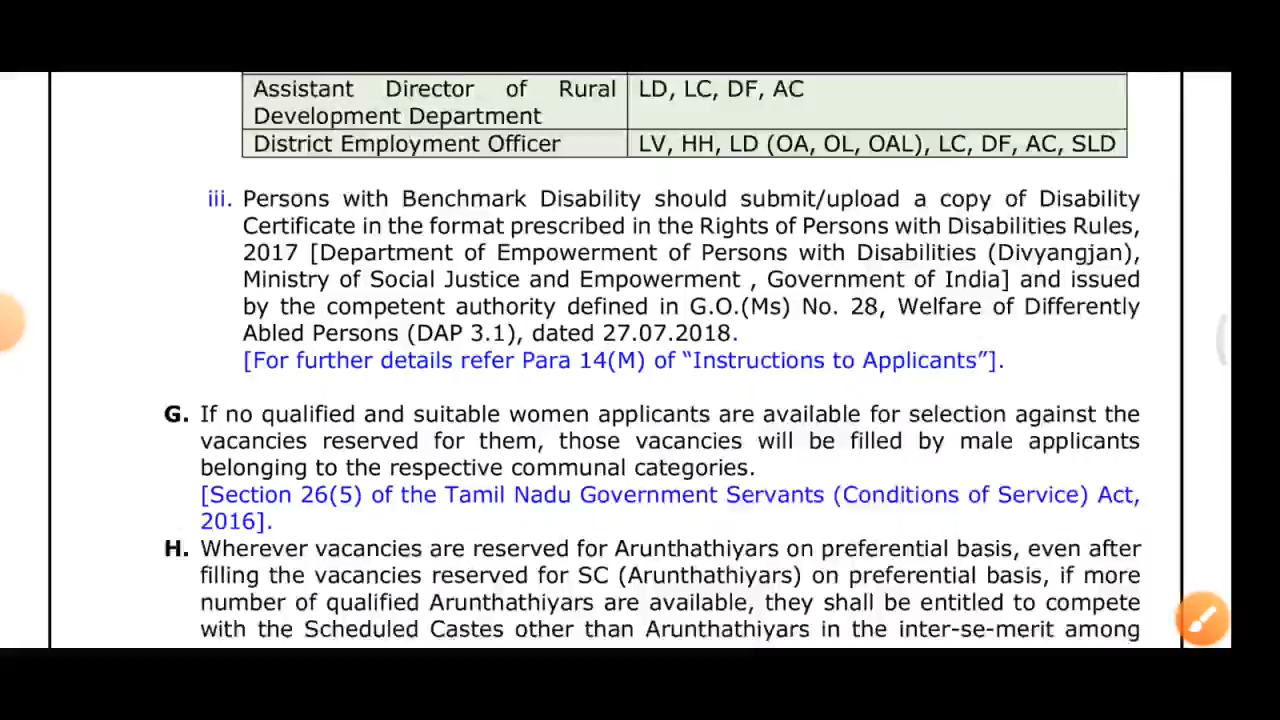 Assistant Director of Rural LD, LC, DF, AC
Development Department
District Employment Officer LV, HH, LD (OA, OL, OAL), LC, DF, AC, SLD
iii. Persons with Benchmark Disability should submit/upload a copy of Disability
Certificate in the format prescribed in the Rights of Persons with Disabilities Rules,
2017 [Department of Empowerment of Persons with Disabilities (Divyangjan),
Ministry of Social Justice and Empowerment , Government of India] and issued
by the competent authority defined in G.O.(Ms) No. 28, Welfare of Differently
Abled Persons (DAP 3.1), dated 27.07.2018.
[For further details refer Para 14(M) of “Instructions to Applicants”].
G. If no qualified and suitable women applicants are available for selection against the
vacancies reserved for them, those vacancies will be filled by male applicants
belonging to the respective communal categories.
[Section 26(5) of the Tamil Nadu Government Servants (Conditions of Service) Act,
2016].
H. Wherever vacancies are reserved for Arunthathiyars on preferential basis, even after
filling the vacancies reserved for SC (Arunthathiyars) on preferential basis, if more
number of qualified Arunthathiyars are available, they shall be entitled to compete
with the Scheduled Castes other than Arunthathiyars in the inter-se-merit among